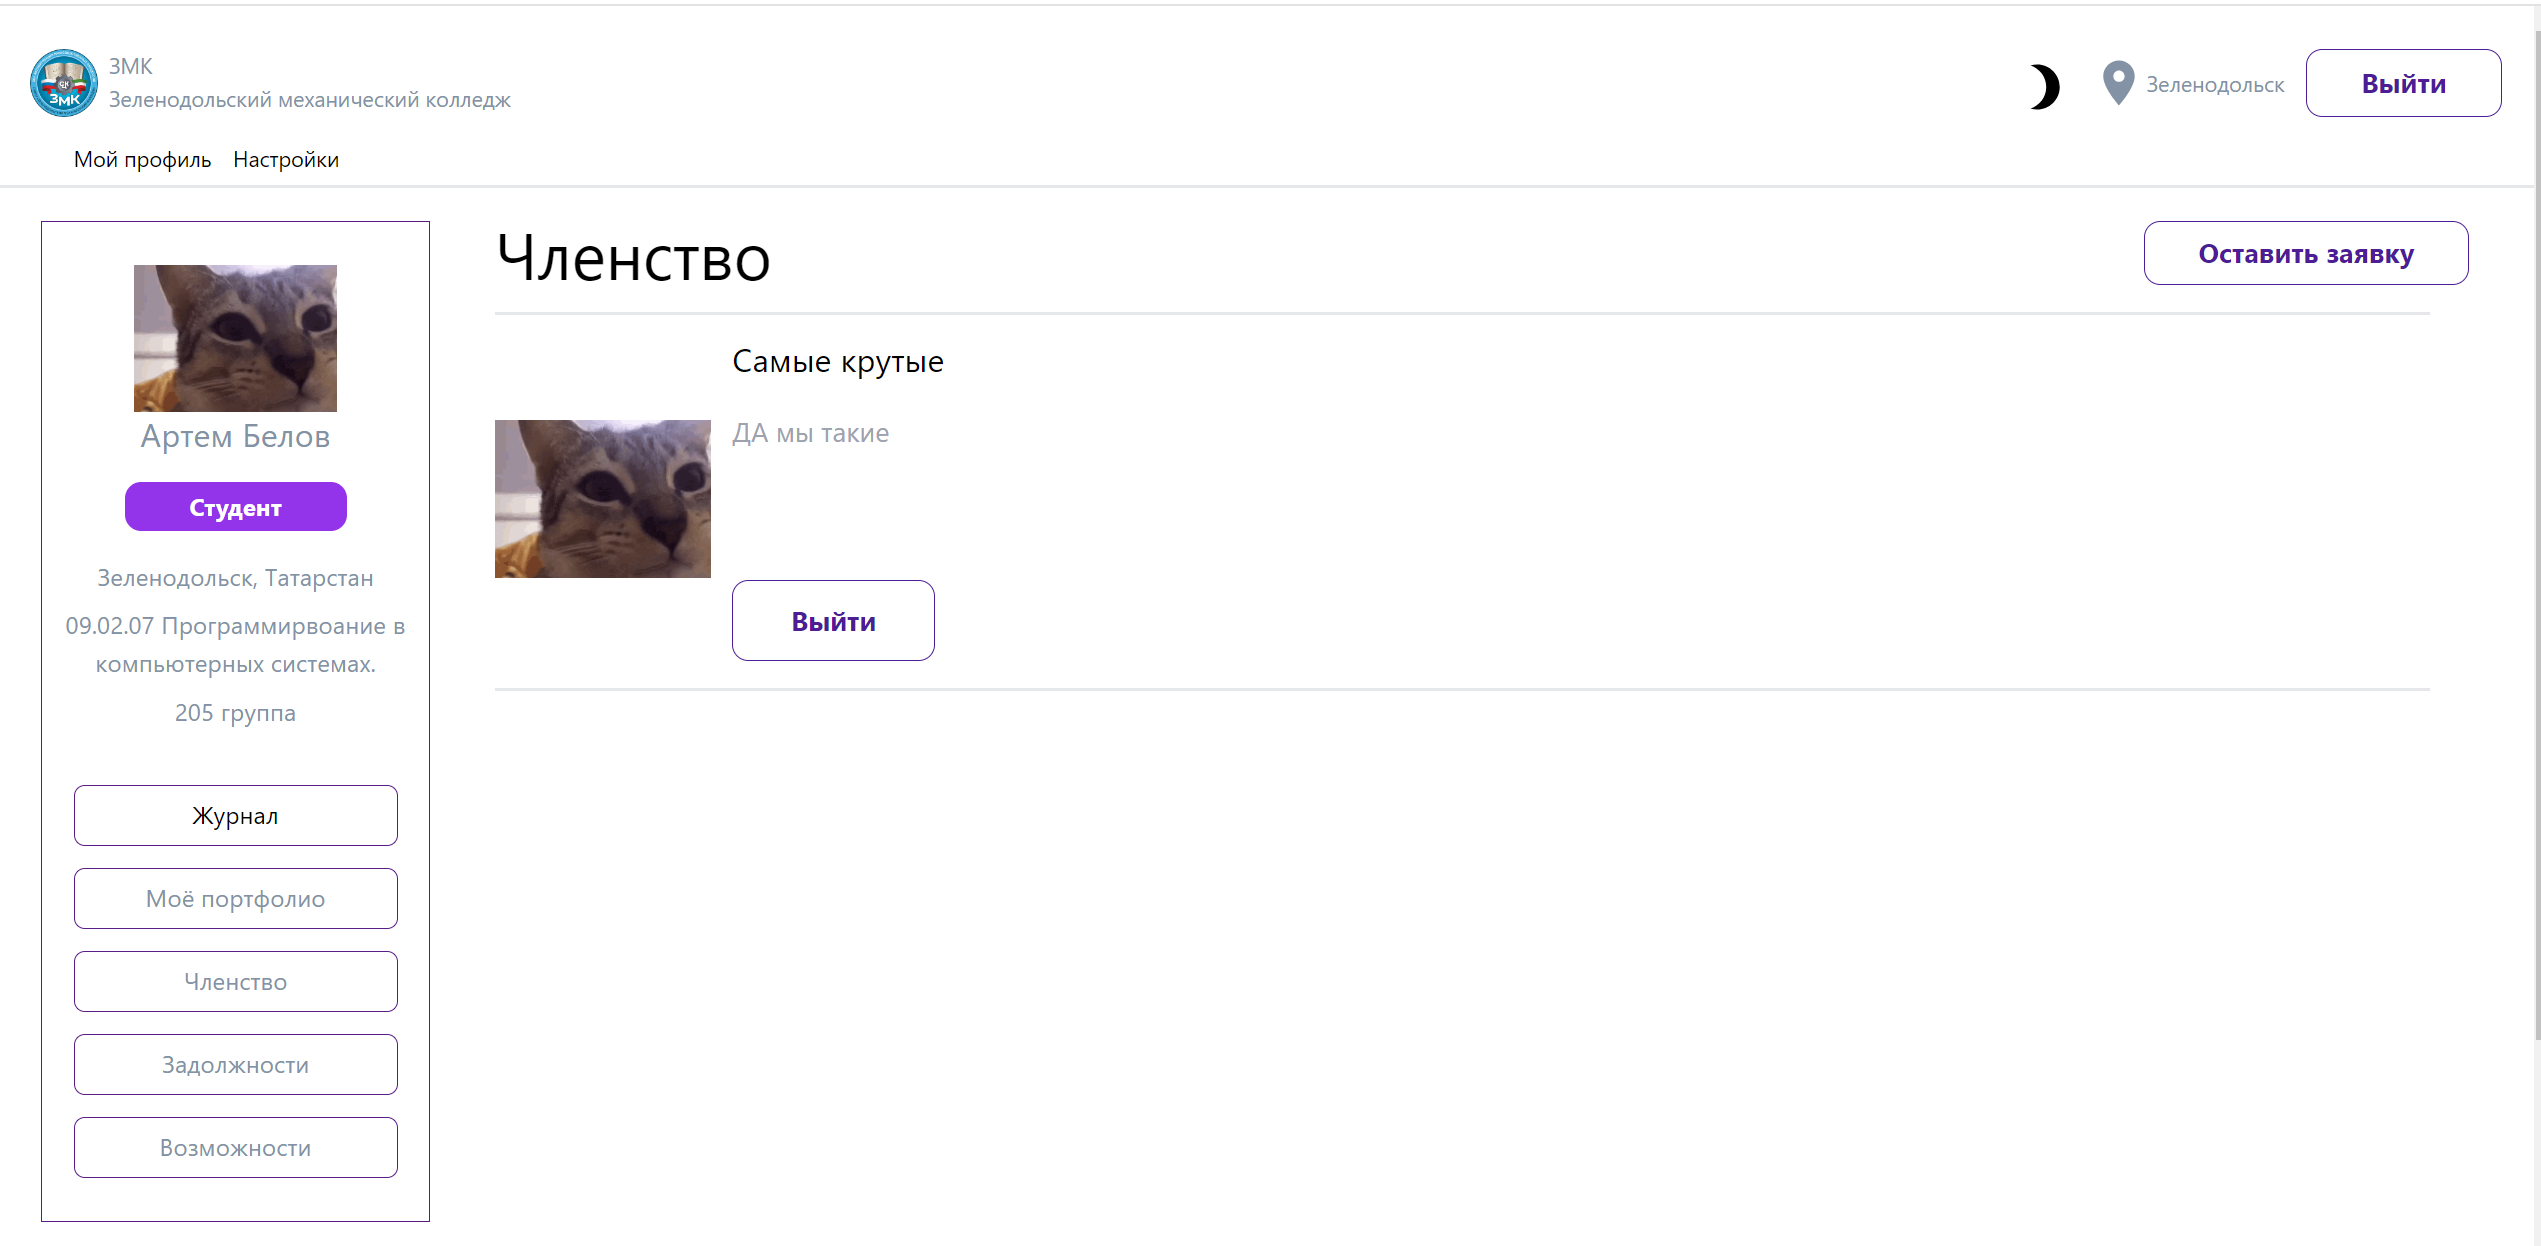 ЗМК
Зеленодольский механический колледж
ЗМК
Зеленодольск
Выйти
Мой профиль
Настройки
Артем Белов
Студент
Зеленодольск, Татарстан
09.02.07 Программирвоание в
компьютерных системах.
205 группа
Журнал
Моё портфолио
Членство
Задолжности
Возможности
Членство
Оставить заявку
Самые крутые
ДА мы такие
Выйти